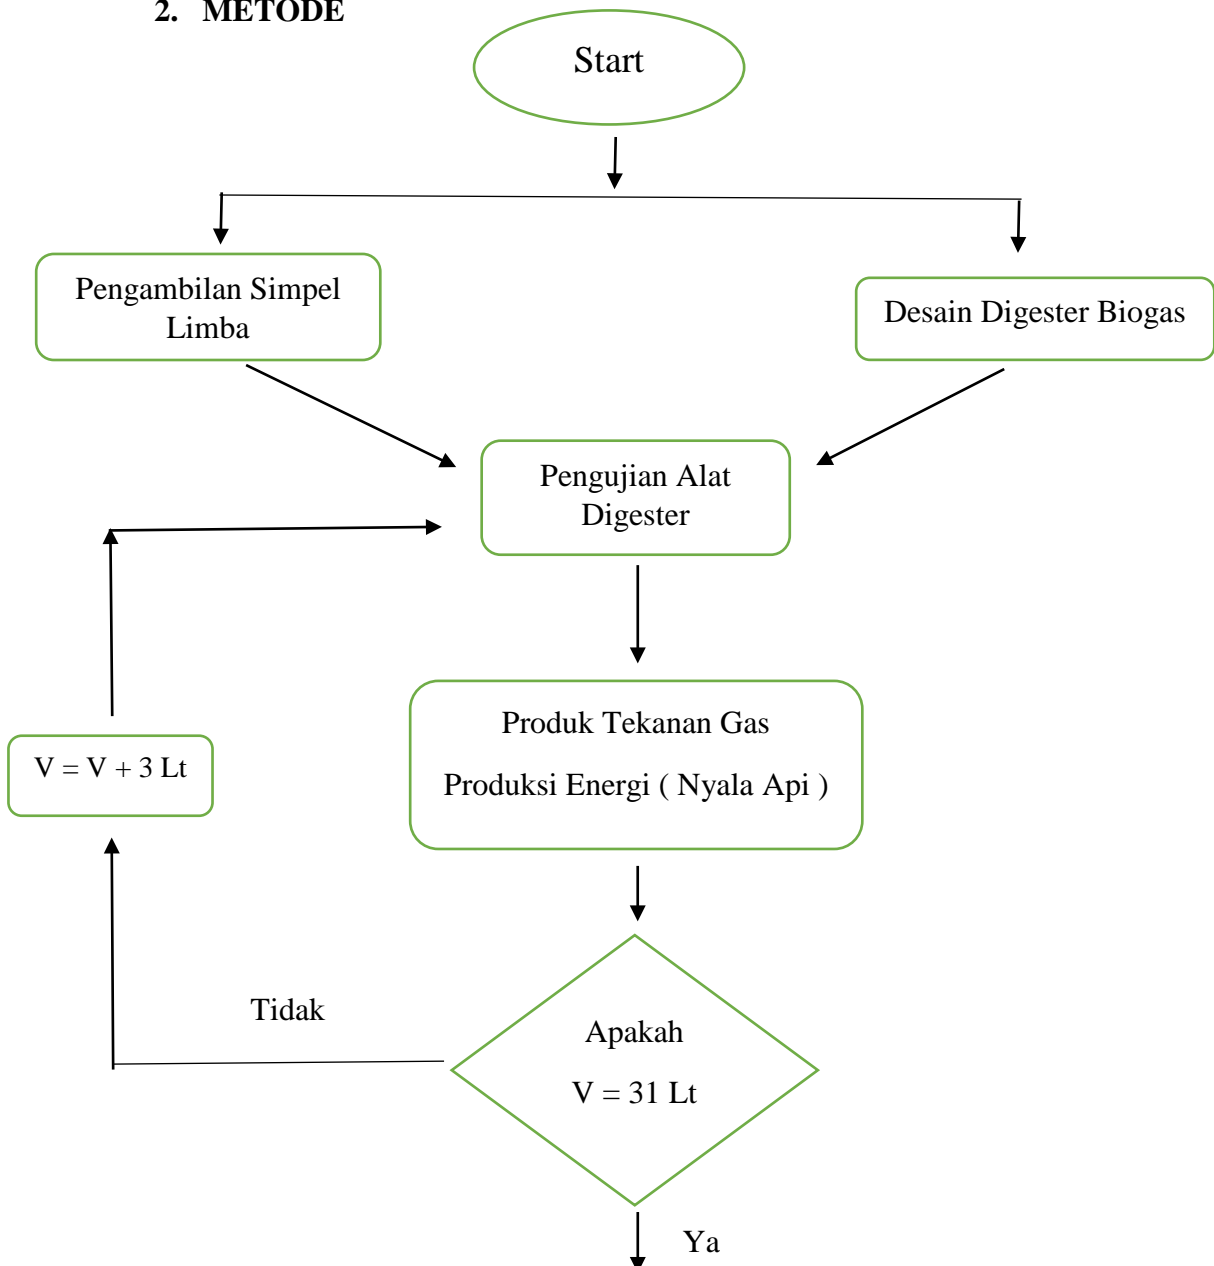 2. METODE
Start
Pengambilan Simpel
Limba
Desain Digester Biogas
Pengujian Alat
Digester
Produk Tekanan Gas
Produksi Energi ( Nyala Api )
V = V + 3 Lt
Tidak
Apakah
V = 31 Lt
Ya